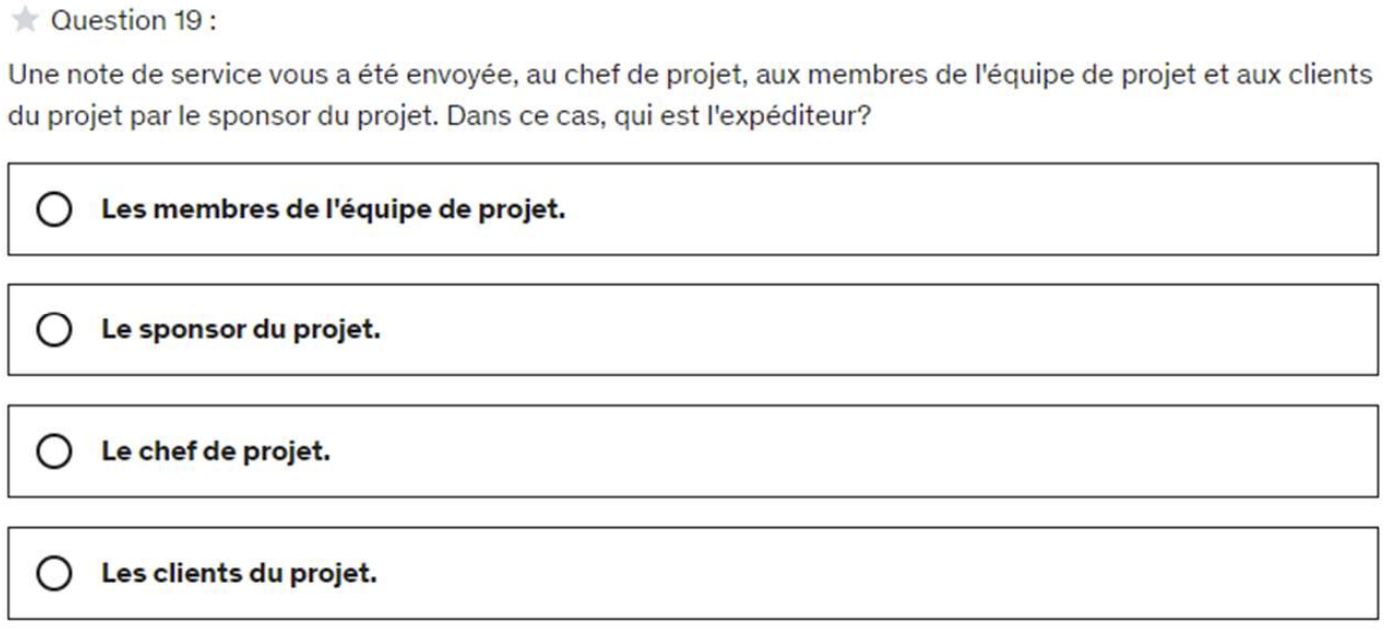 Question 19 :
Une note de service vous a été envoyée, au chef de projet, aux membres de l'équipe de projet et aux clients
du projet par le sponsor du projet. Dans ce cas, qui est l'expéditeur?
Les membres de l'équipe de projet.
Le sponsor du projet.
Le chef de projet.
Les clients du projet.